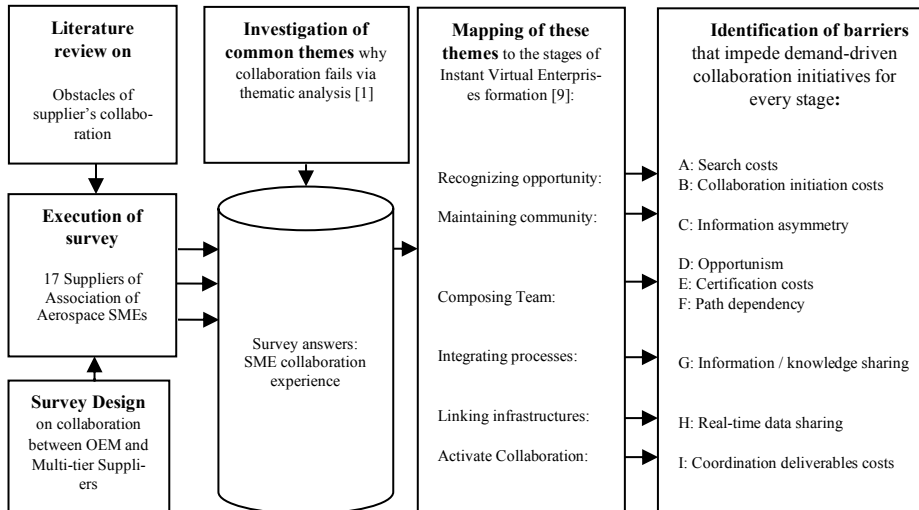 Literature
review on
Obstacles of
supplier's collabo-
ration
Execution of
survey
17 Suppliers of
Association of
Aerospace SMEs
Survey Design
on collaboration
between OEM and
Multi-tier Suppli-
ers
Investigation of
common themes why
collaboration fails via
thematic analysis [1]
Survey answers:
SME collaboration
experience
Mapping of these
themes to the stages of
Instant Virtual Enterpris-
es formation [9]:
Recognizing opportunity:
Maintaining community:
Composing Team:
Integrating processes:
Linking infrastructures:
Activate Collaboration:
Identification of barriers
that impede demand-driven
collaboration initiatives for
every stage:
A: Search costs
B: Collaboration initiation costs
C: Information asymmetry
D: Opportunism
E: Certification costs
F: Path dependency
G: Information / knowledge sharing
H: Real-time data sharing
I: Coordination deliverables costs